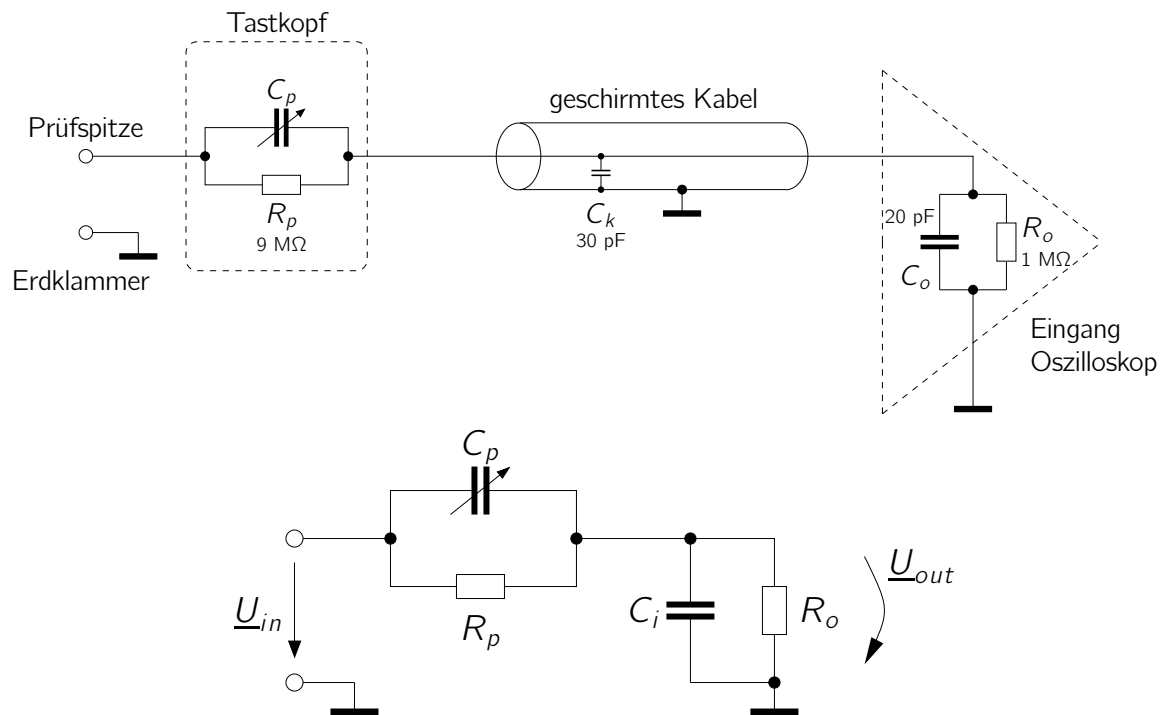 Tastkopf
C_p
geschirmtes Kabel
Prüfspitze
R_p
9 MΩ
C_k
30 pF
20 pF
R_o
1 MΩ
C_o
Erdklammer
Eingang
Oszilloskop
C_p
U_in
R_p
C_i
R_o
U_out